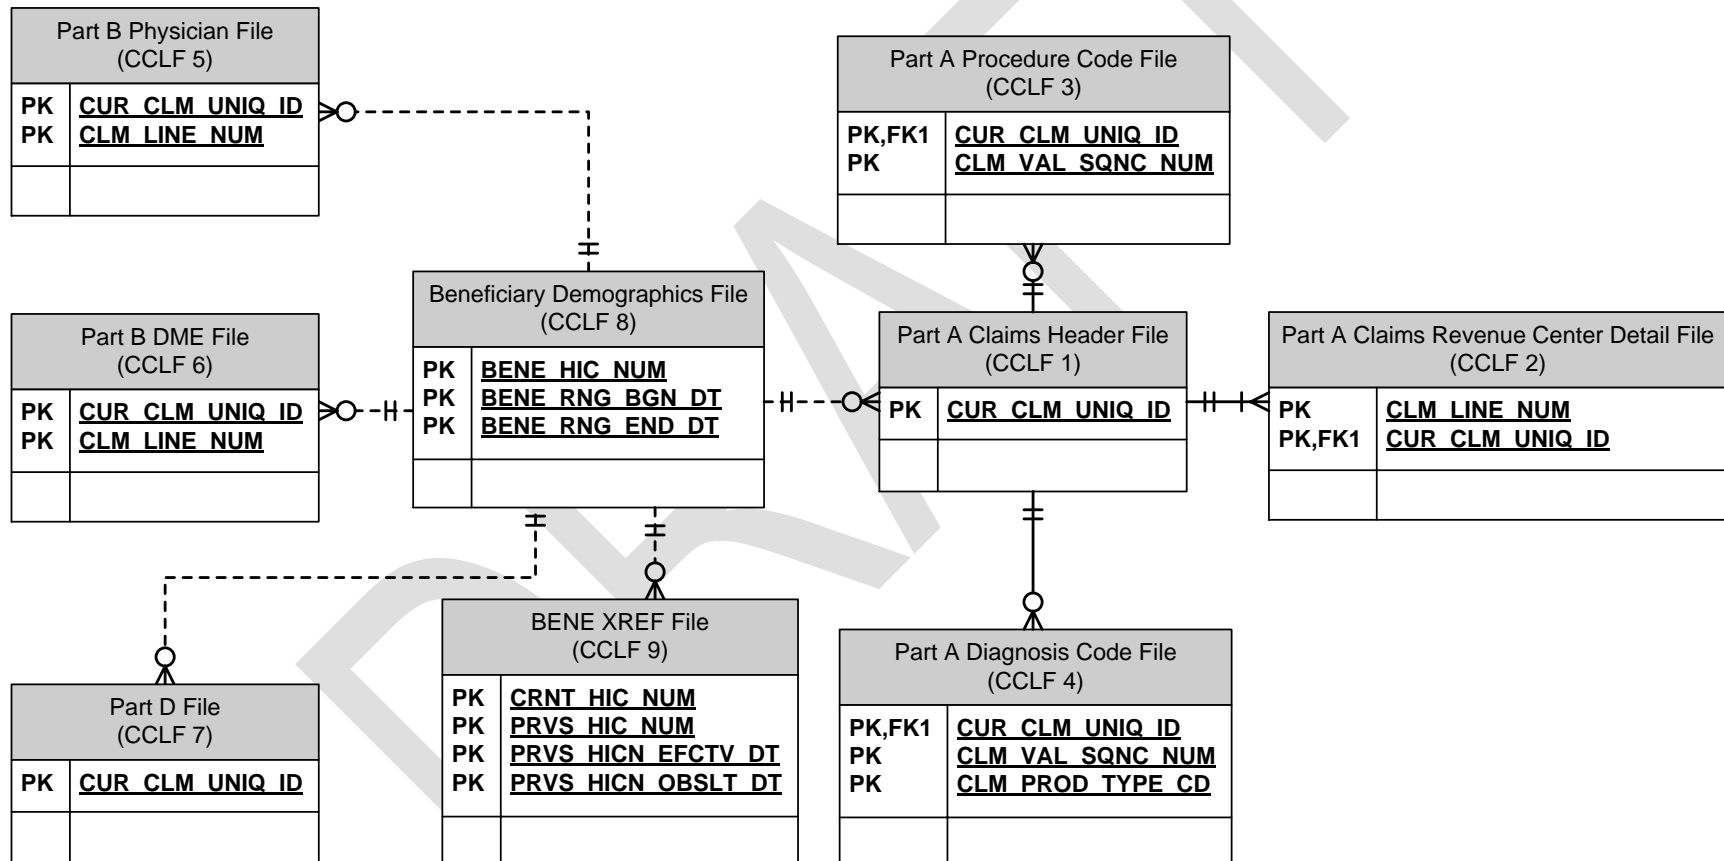 Part B Physician File
(CCLF 5)
PK CUR_CLM_UNIQ_ID
PK CLM_LINE_NUM
Part A Procedure Code File
(CCLF 3)
PK,FK1 CUR_CLM_UNIQ_ID
PK CLM_VAL_SQNC_NUM
Part B DME File
(CCLF 6)
PK CUR_CLM_UNIQ_ID
PK CLM_LINE_NUM
Beneficiary Demographics File
(CCLF 8)
PK BENE_HIC_NUM
PK BENE_RNG_BGN_DT
PK BENE_RNG_END_DT
Part A Claims Header File
(CCLF 1)
PK CUR_CLM_UNIQ_ID
Part A Claims Revenue Center Detail File
(CCLF 2)
PK CLM_LINE_NUM
PK,FK1 CUR_CLM_UNIQ_ID
Part D File
(CCLF 7)
PK CUR_CLM_UNIQ_ID
BENE XREF File
(CCLF 9)
PK CRNT_HIC_NUM
PK PRVS_HIC_NUM
PK PRVS_HICN_EFCTV_DT
PK PRVS_HICN_OBSLT_DT
Part A Diagnosis Code File
(CCLF 4)
PK,FK1 CUR_CLM_UNIQ_ID
PK CLM_VAL_SQNC_NUM
PK CLM_PROD_TYPE_CD
DRAFT